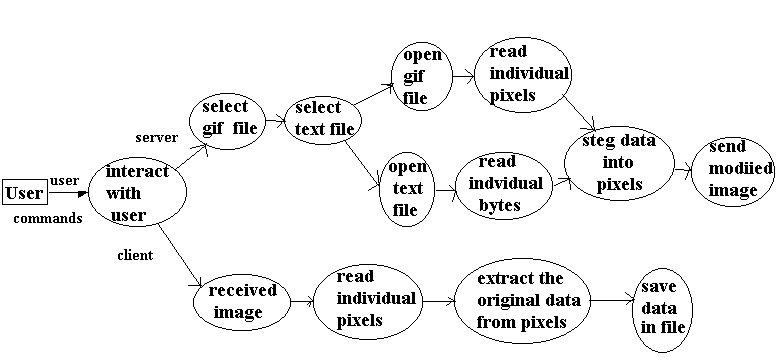 User
user
commands
interact
with
user
server
select
gif file
select
text file
open
gif
file
read
individual
pixels
open
text
file
read
indvidual
bytes
steg data
into
pixels
send
modiied
image
client
received
image
read
individual
pixels
extract the
original data
from pixels
save
data
in file